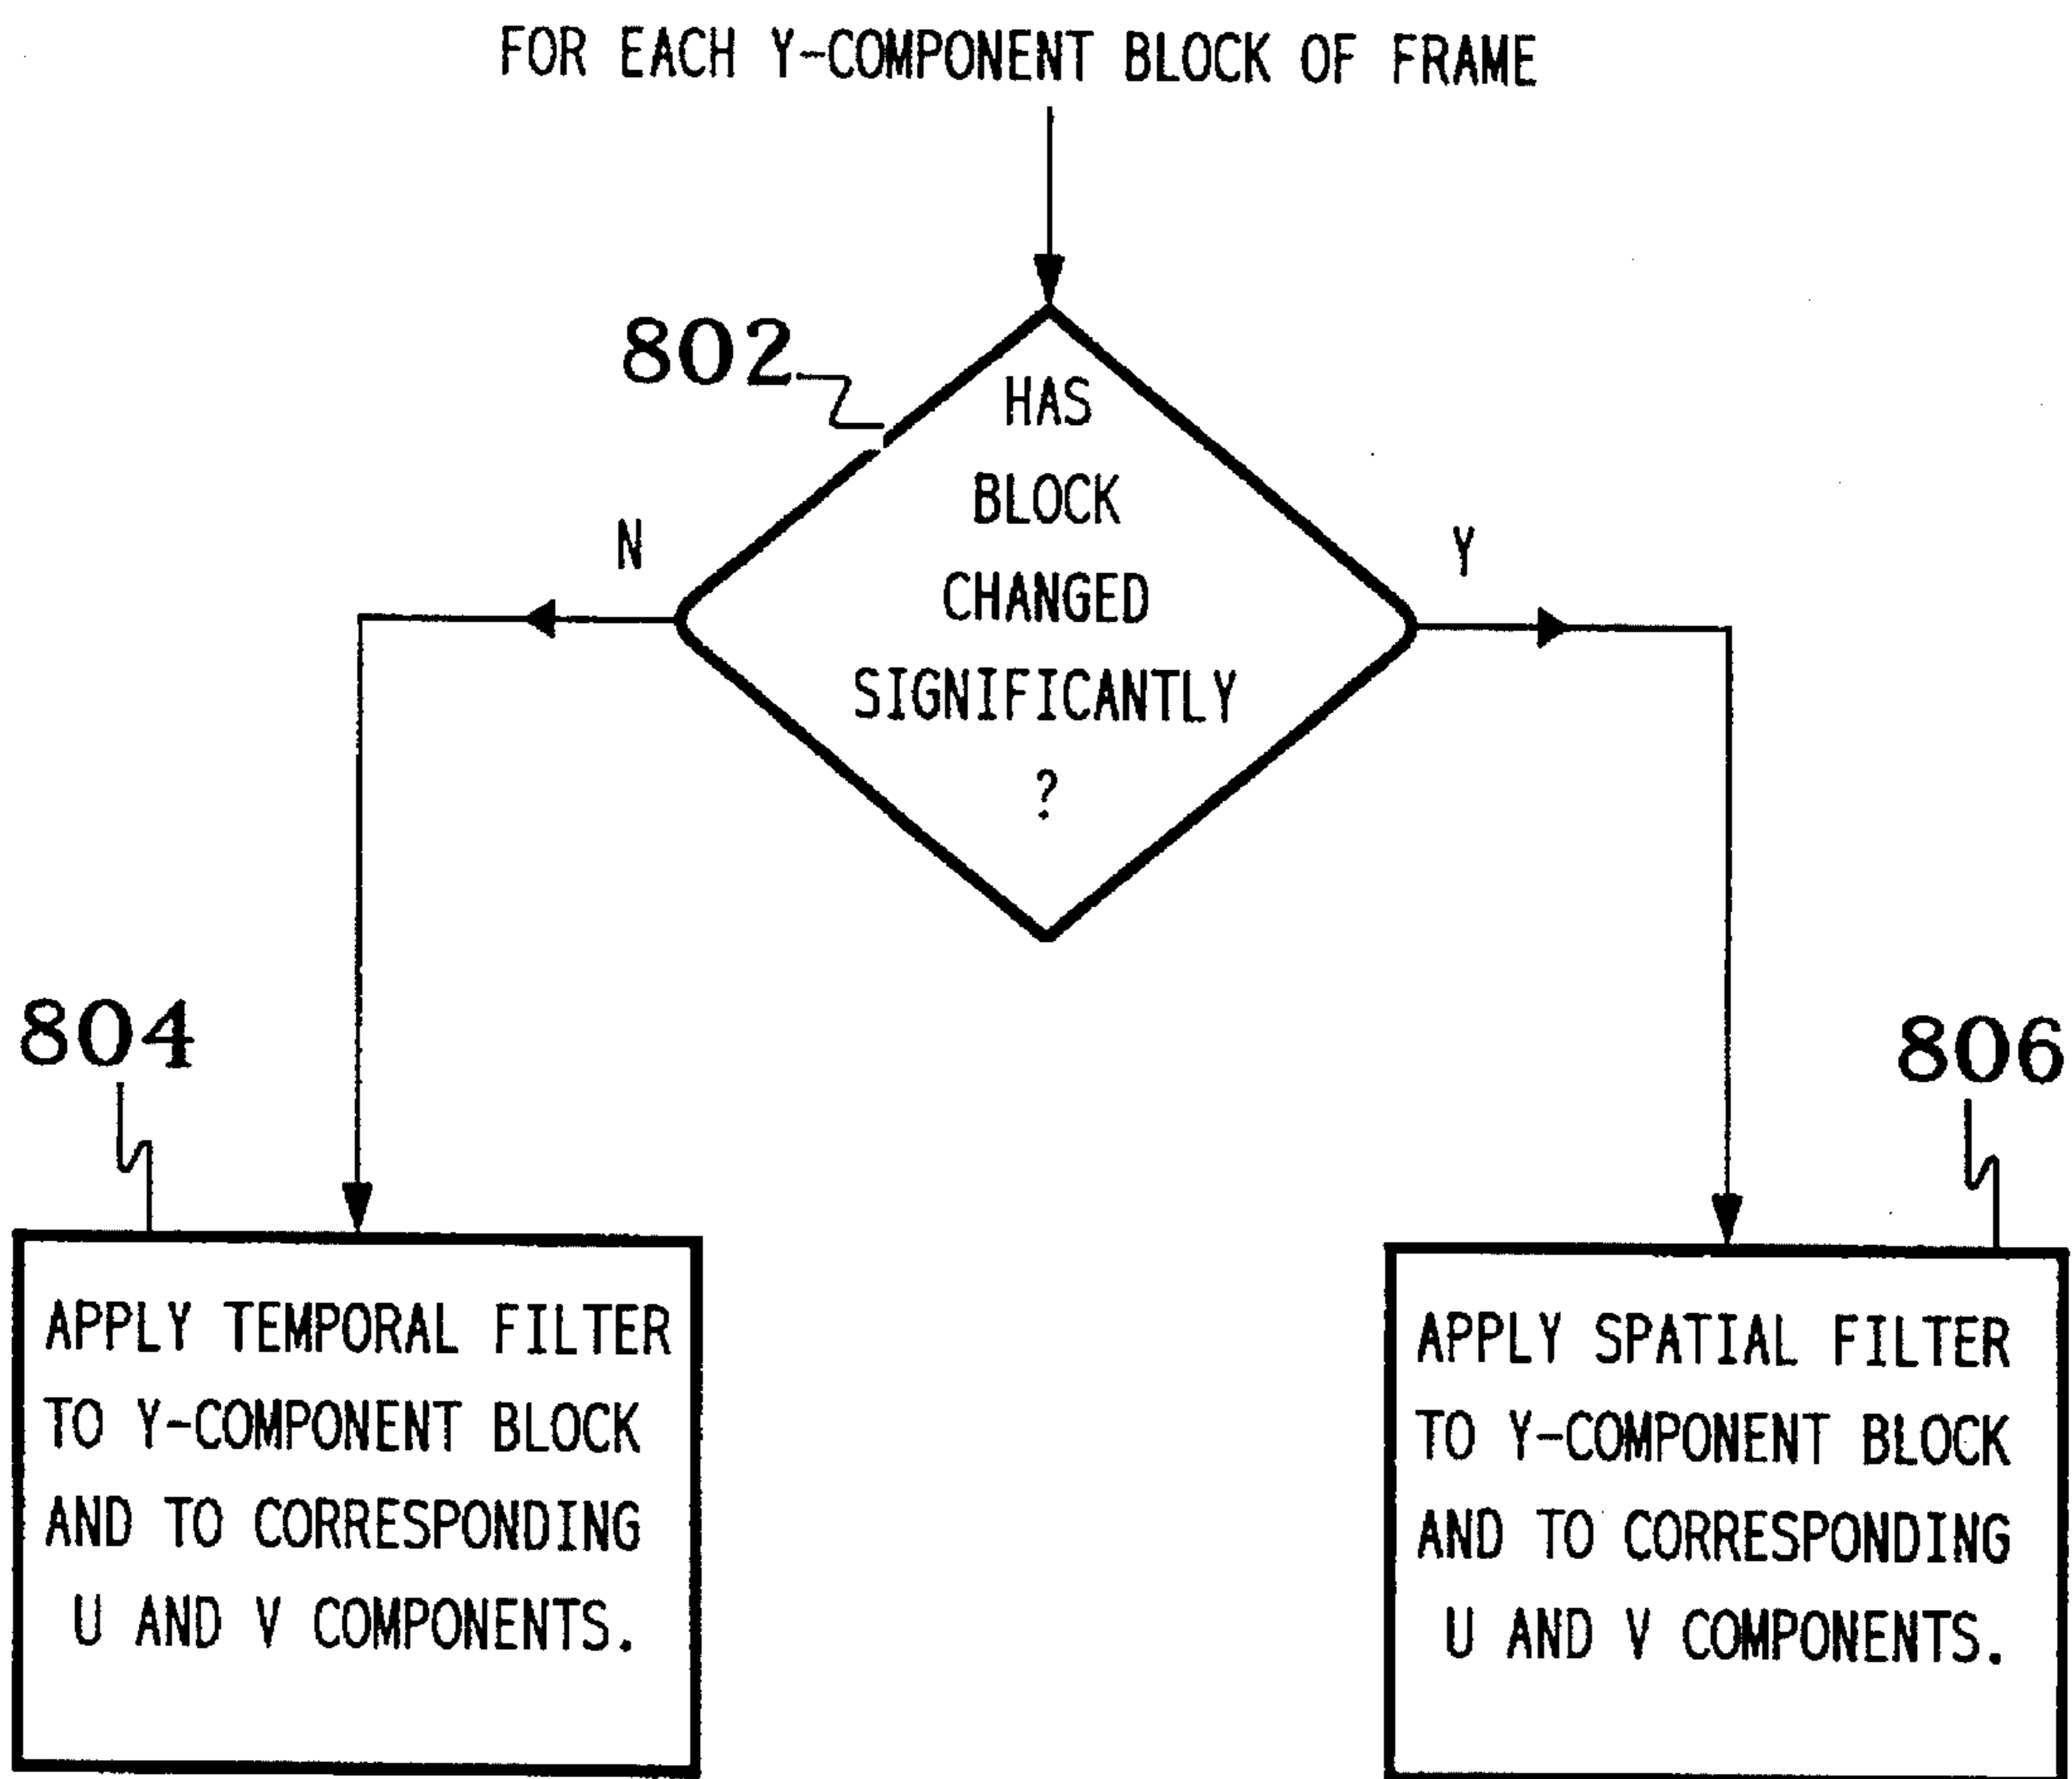 FOR EACH Y-COMPONENT BLOCK OF FRAME
802
HAS
BLOCK
CHANGED
SIGNIFICANTLY
?
N
Y
804
APPLY TEMPORAL FILTER
TO Y-COMPONENT BLOCK
AND TO CORRESPONDING
U AND V COMPONENTS.
806
APPLY SPATIAL FILTER
TO Y-COMPONENT BLOCK
AND TO CORRESPONDING
U AND V COMPONENTS.